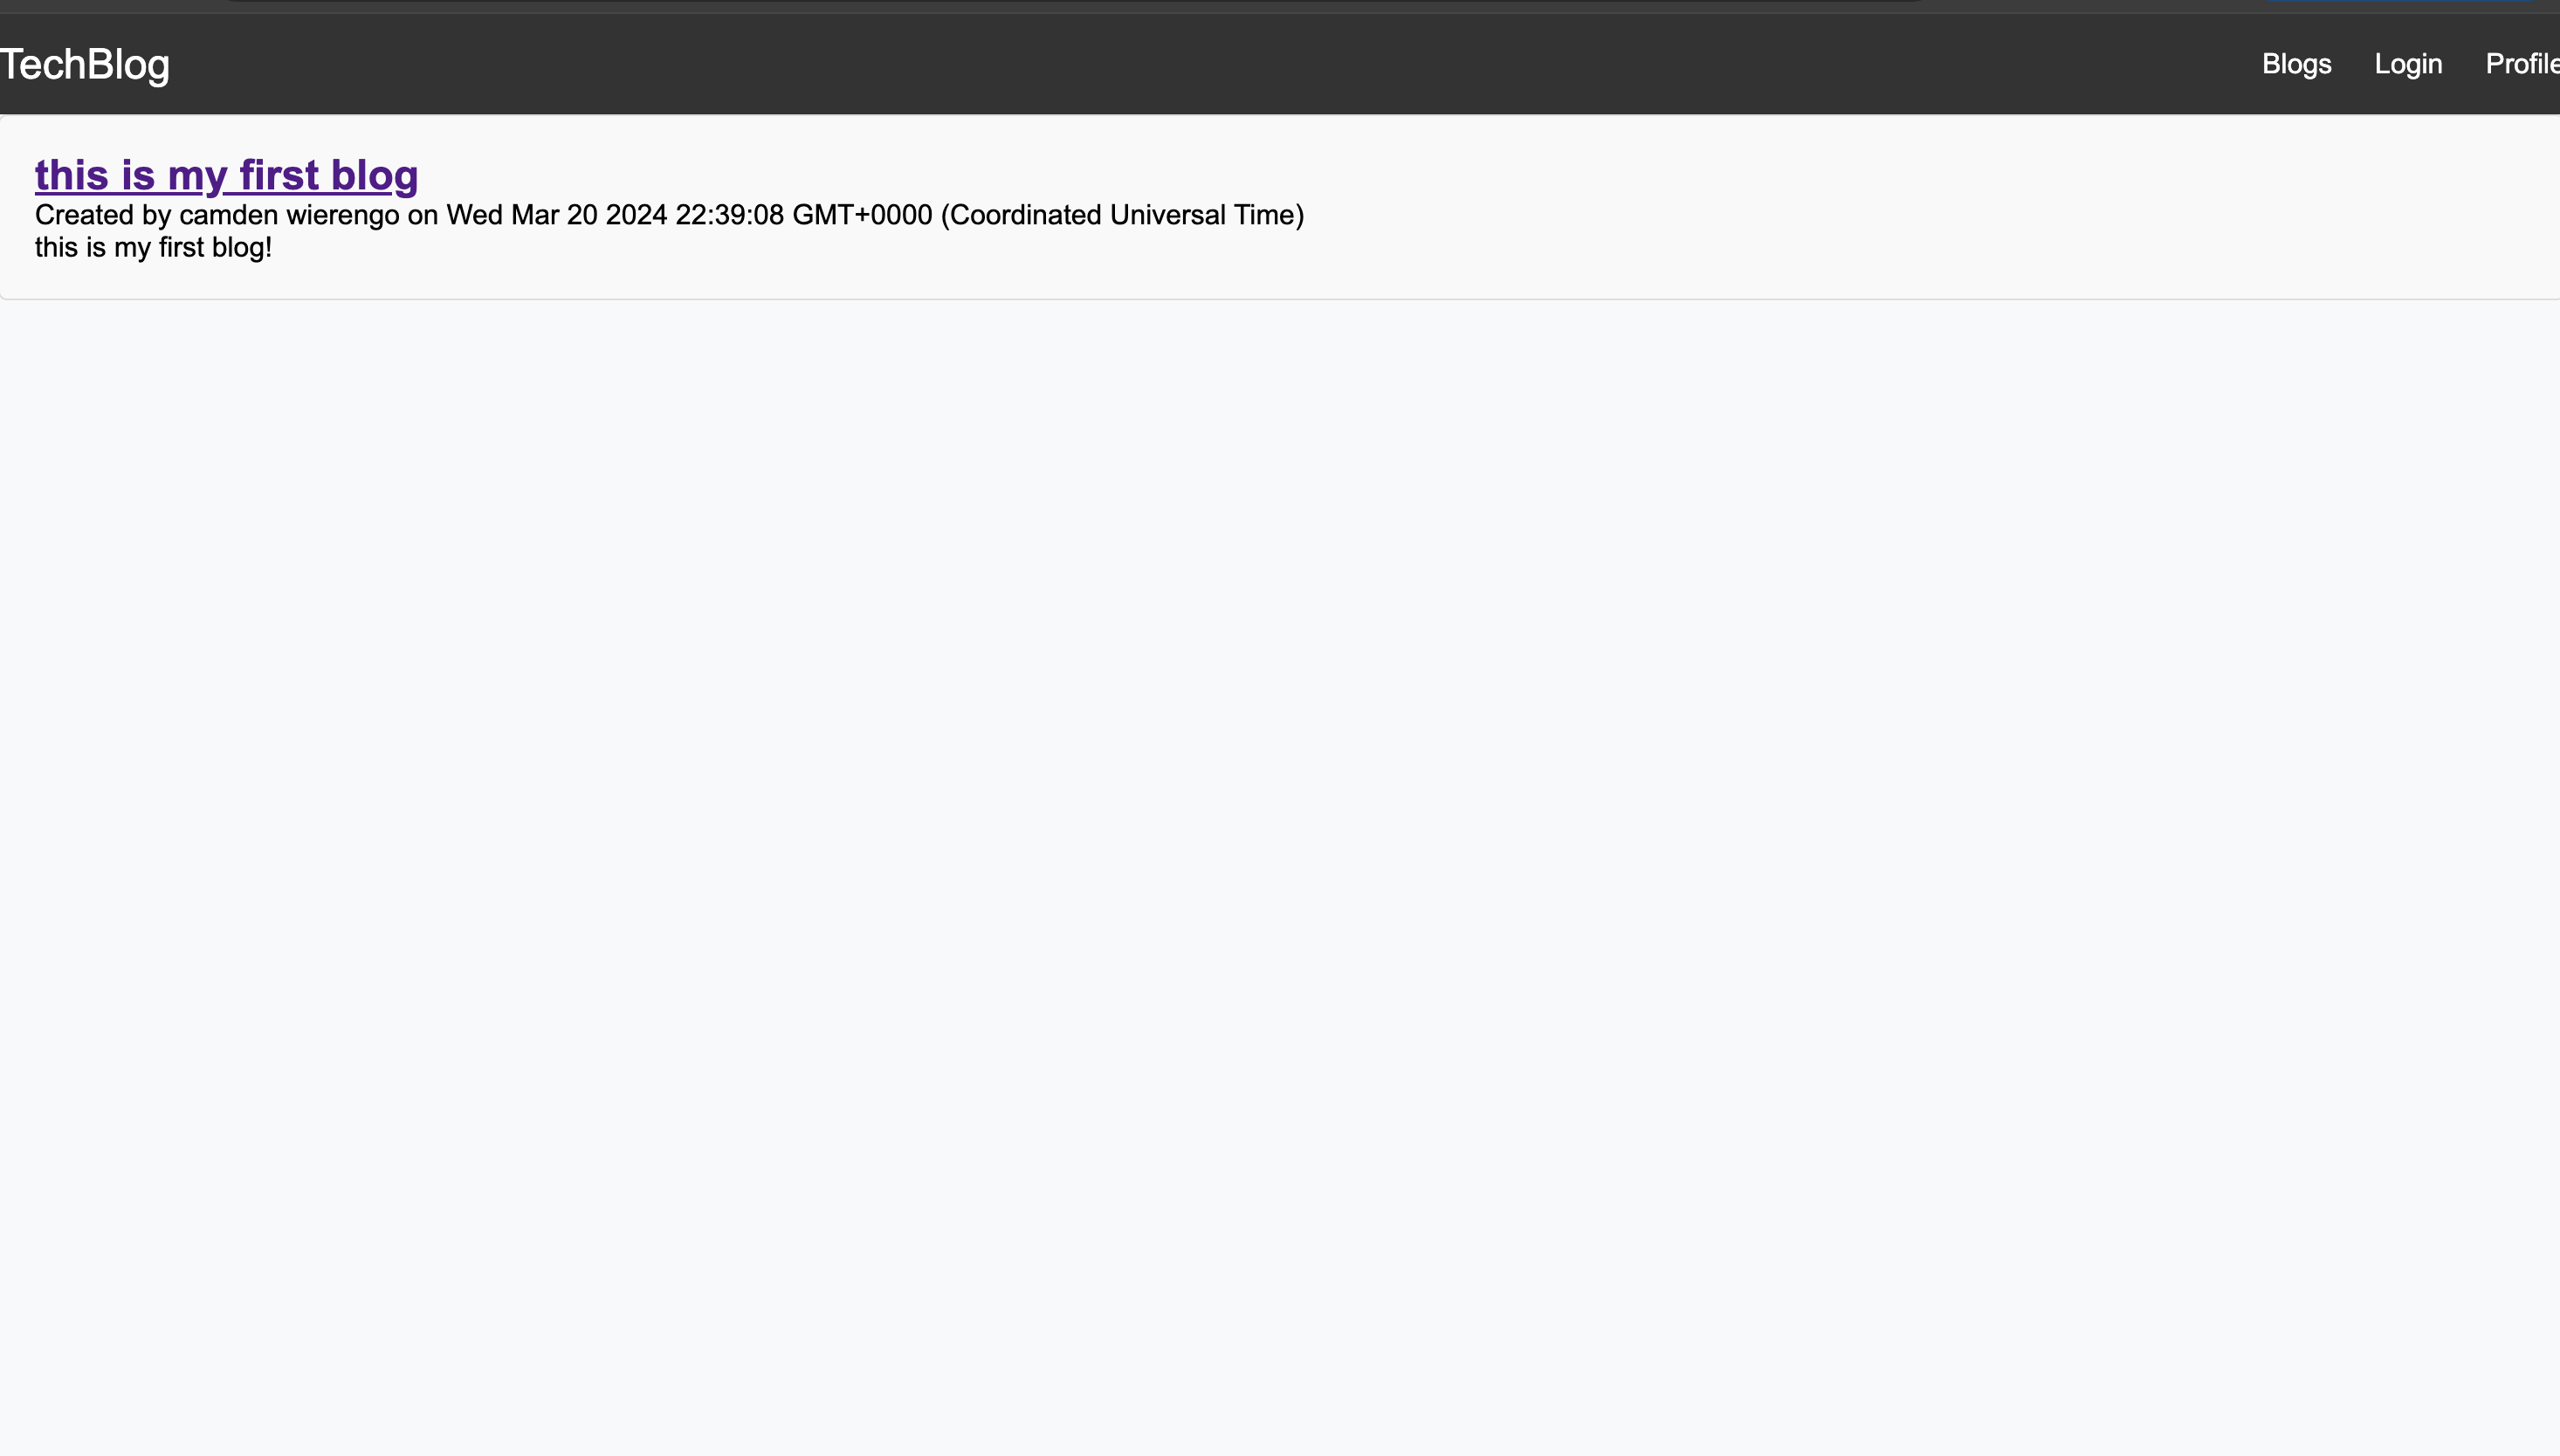 TechBlog
Blogs Login Profile
this is my first blog
Created by camden wierengo on Wed Mar 20 2024 22:39:08 GMT+0000 (Coordinated Universal Time)
this is my first blog!